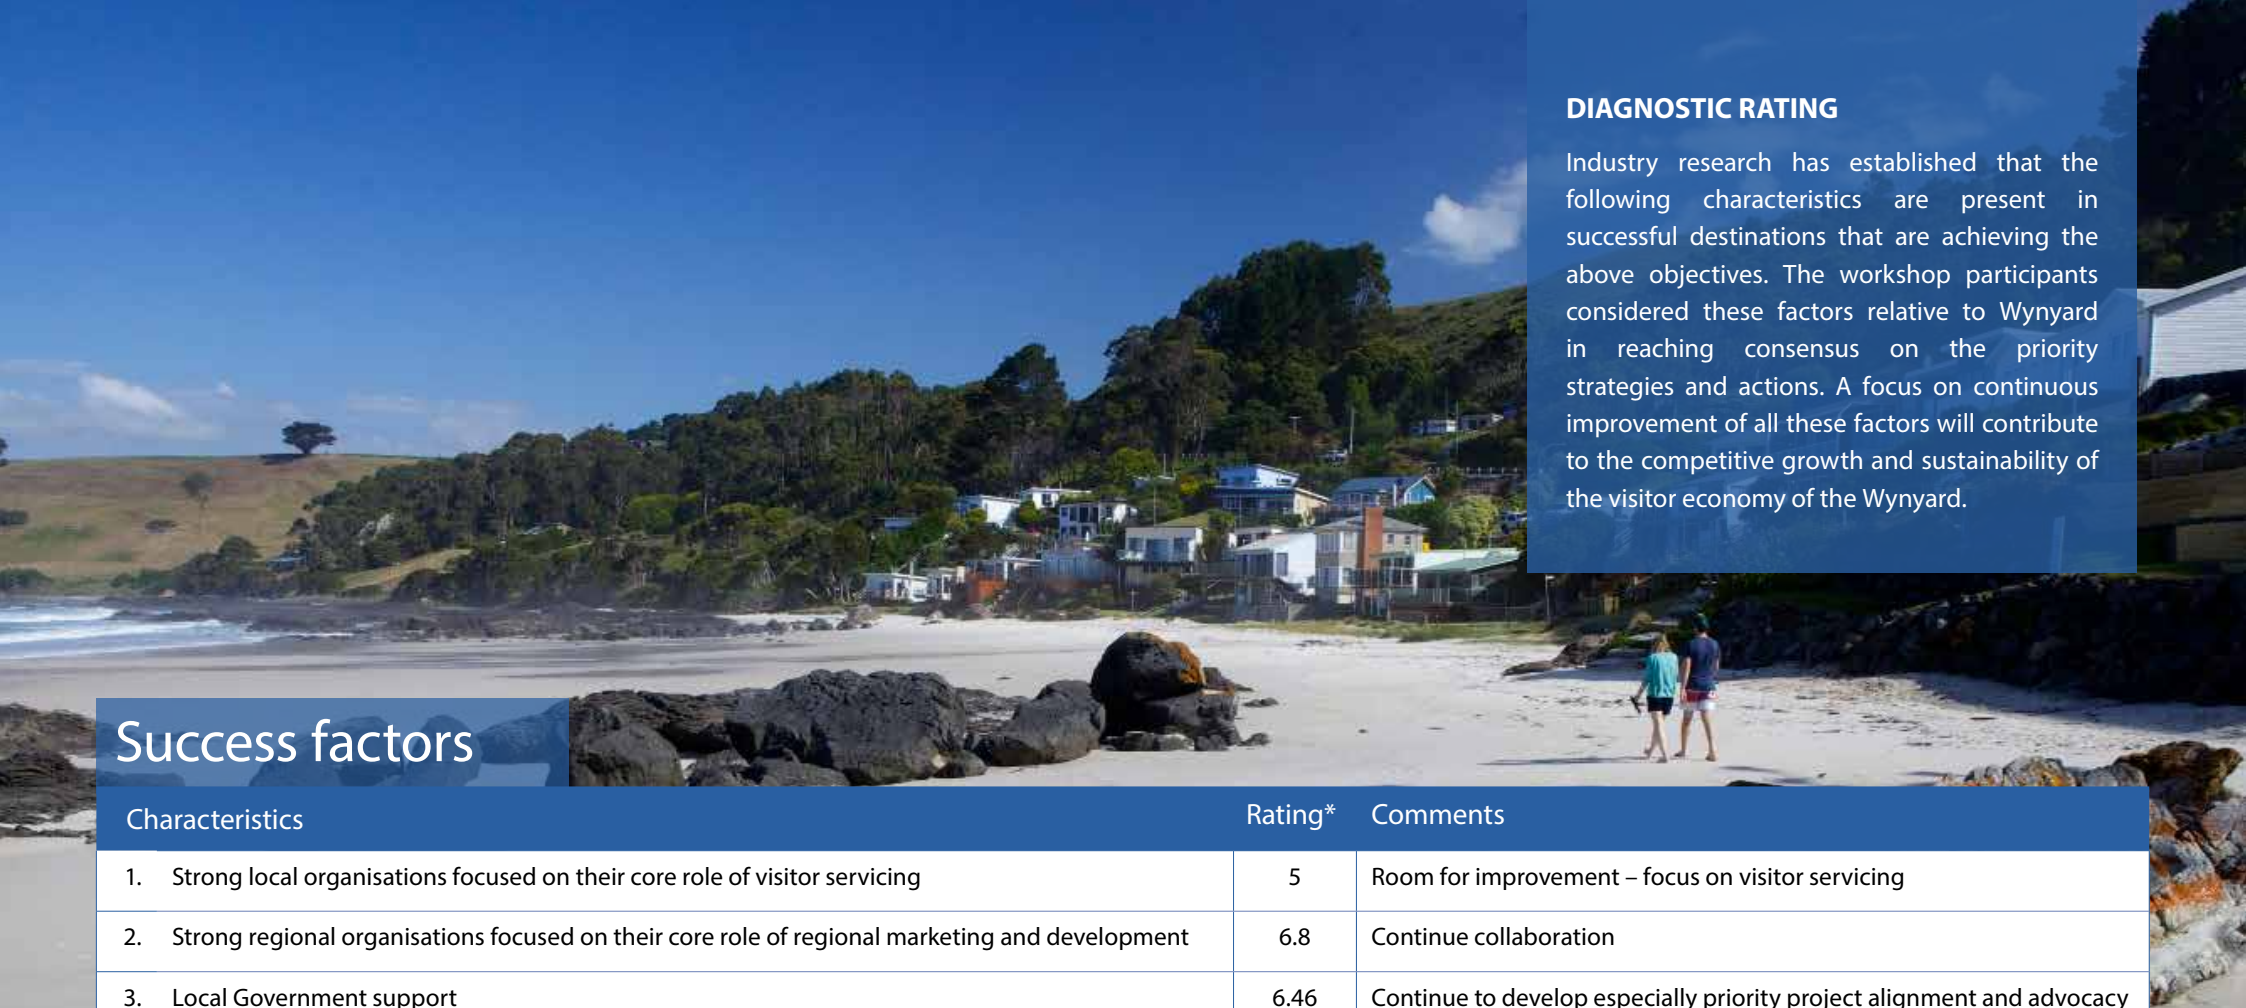 DIAGNOSTIC RATING
Industry research has established that the
following characteristics are present in
successful destinations that are achieving the
above objectives. The workshop participants
considered these factors relative to Wynyard
in reaching consensus on the priority
strategies and actions. A focus on continuous
improvement of all these factors will contribute
to the competitive growth and sustainability of
the visitor economy of the Wynyard.
Success factors
Characteristics Rating* Comments
1. Strong local organisations focused on their core role of visitor servicing 5 Room for improvement – focus on visitor servicing
2. Strong regional organisations focused on their core role of regional marketing and development 6.8 Continue collaboration
3. Local Government support 6.46 Continue to develop especially priority project alignment and advocacy